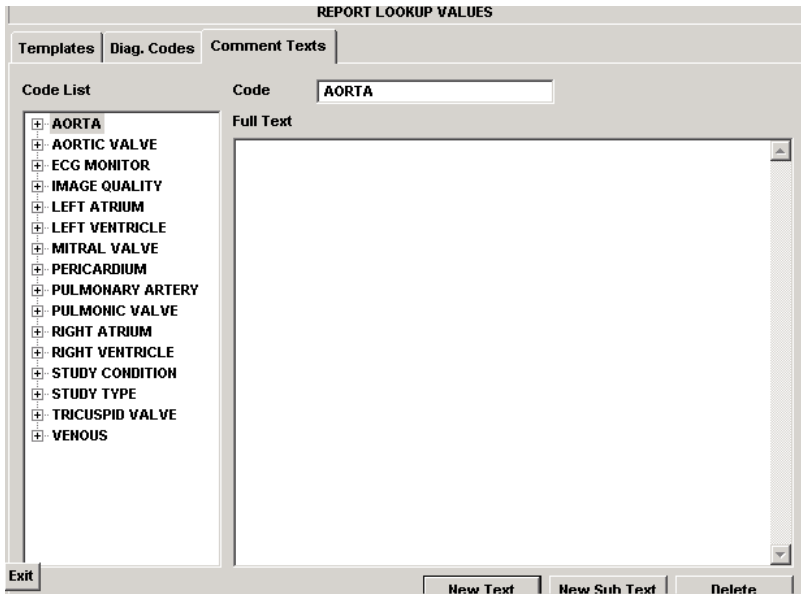 REPORT LOOKUP VALUES
Templates Diag. Codes Comment Texts
Code List Code AORTA
Full Text
AORTA
AORTIC VALVE
ECG MONITOR
IMAGE QUALITY
LEFT ATRIUM
LEFT VENTRICLE
MITRAL VALVE
PERICARDIUM
PULMONARY ARTERY
PULMONIC VALVE
RIGHT ATRIUM
RIGHT VENTRICLE
STUDY CONDITION
STUDY TYPE
TRICUSPID VALVE
VENOUS
Exit
New Text New Sub Text Delete